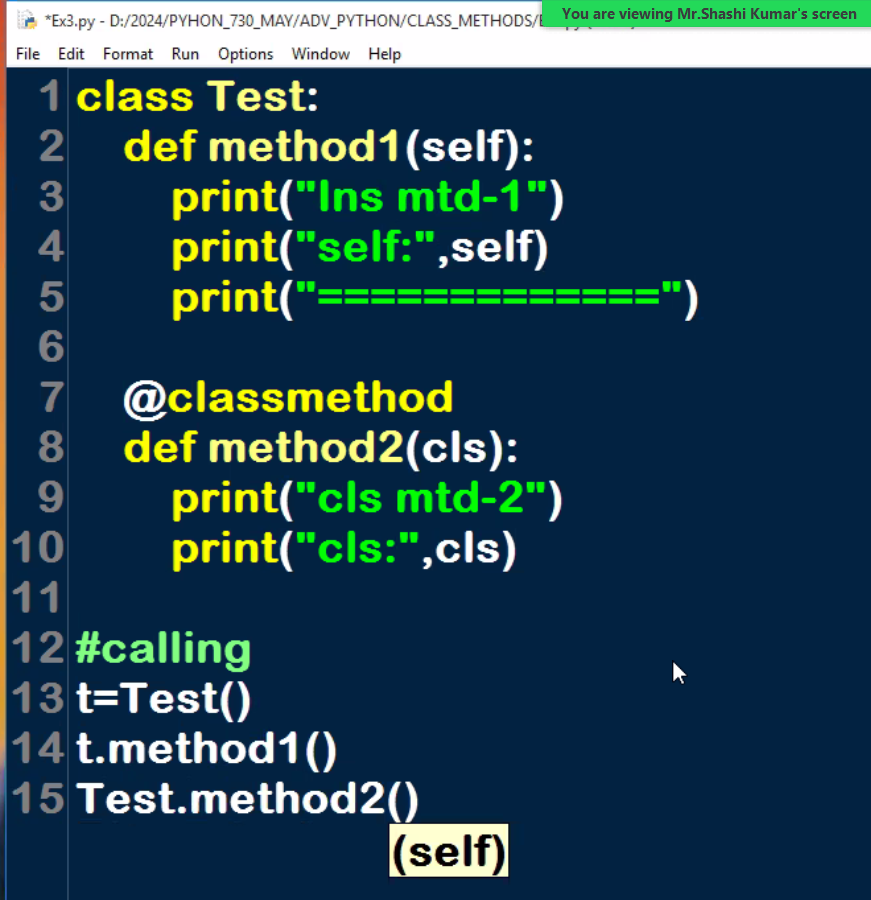 *Ex3.py - D:/2024/PYHON_730_MAY/ADV_PYTHON/CLASS_METHODS/
You are viewing Mr.Shashi Kumar's screen
File Edit Format Run Options Window Help
1 class Test:
2 def method1(self):
3 print("Ins mtd-1")
4 print("self:",self)
5 print("=============")
6
7 @classmethod
8 def method2(cls):
9 print("cls mtd-2")
10 print("cls:",cls)
11
12 #calling
13 t=Test()
14 t.method1()
15 Test.method2()
(self)